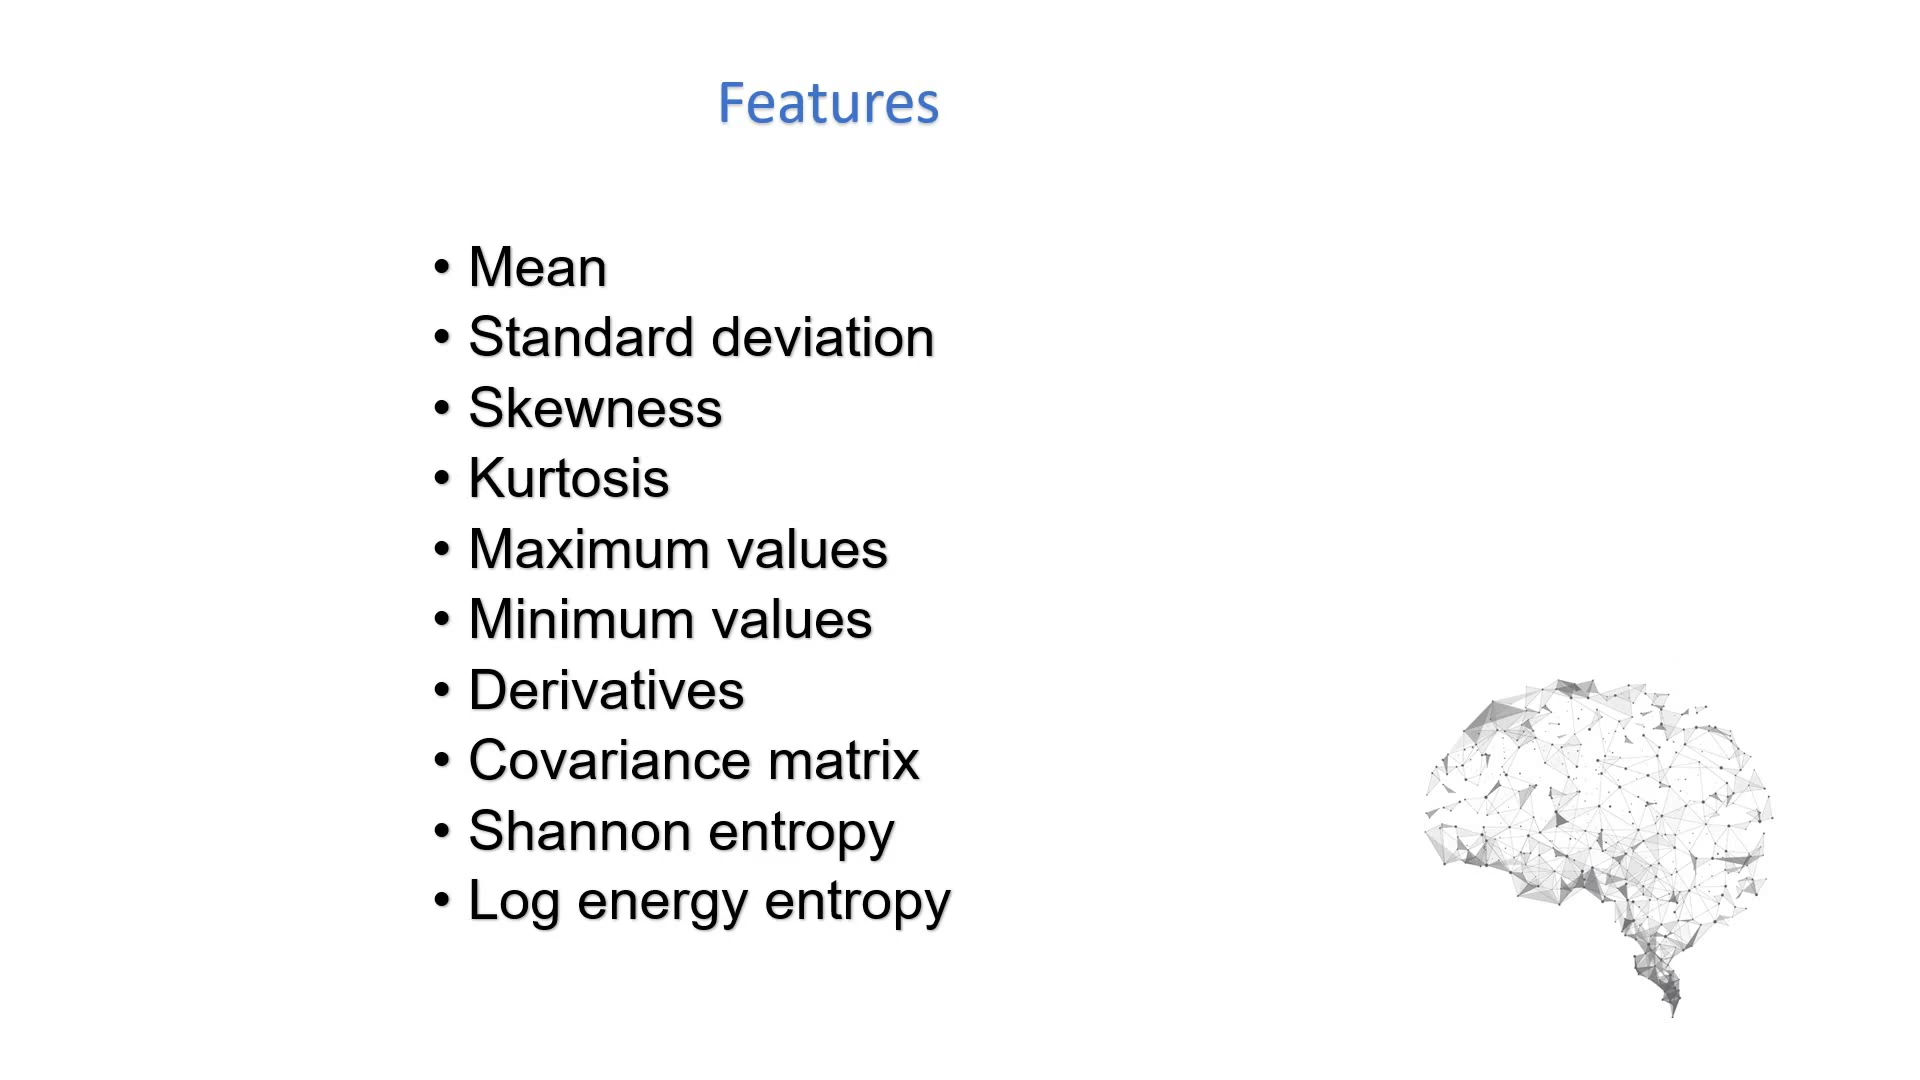 Features
• Mean
• Standard deviation
• Skewness
• Kurtosis
• Maximum values
• Minimum values
• Derivatives
• Covariance matrix
• Shannon entropy
• Log energy entropy